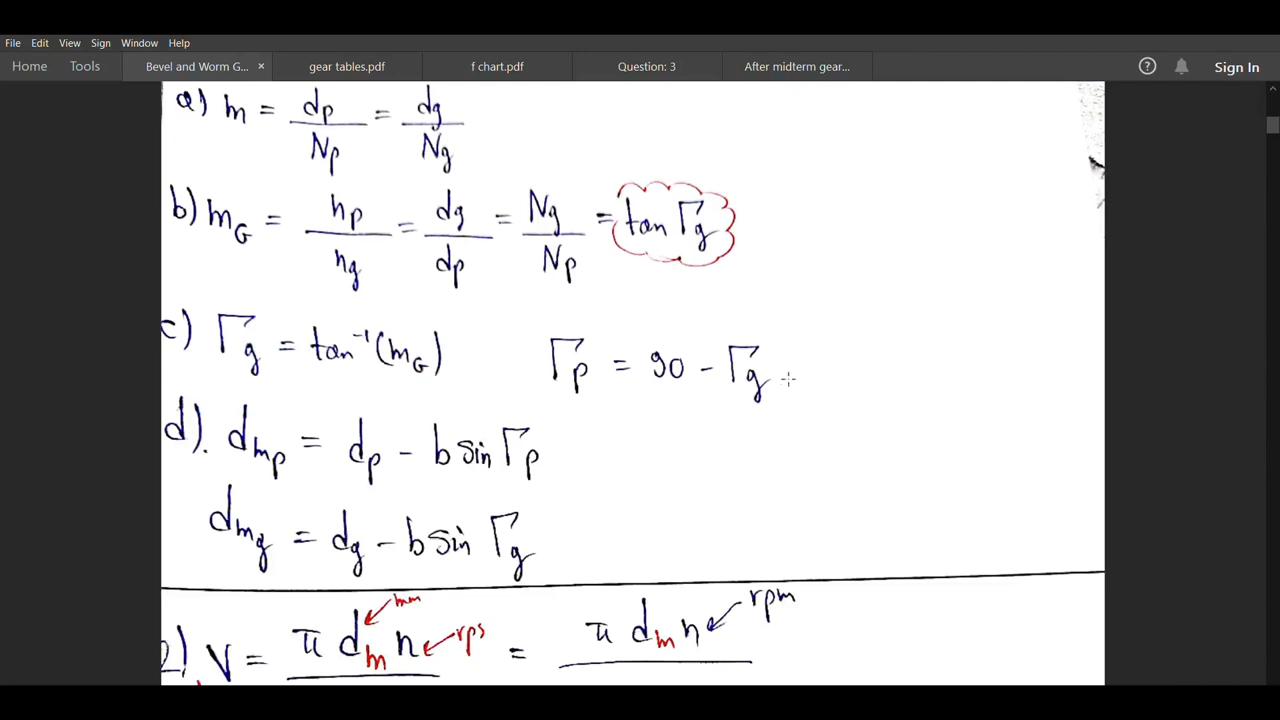 File Edit View Sign Window Help
Home Tools Bevel and Worm G... × gear tables.pdf f chart.pdf Question: 3 After midterm gear... ? Sign In
a) m = dp/Np = dg/Ng
b) mG = np/ng = dg/dp = Ng/Np = tan Γg
c) Γg = tan⁻¹(mG) Γp = 90 - Γg
d). dmp = dp - b sin Γp
dmg = dg - b sin Γg
mm rpm
2) V = π dm n rps = π dm n